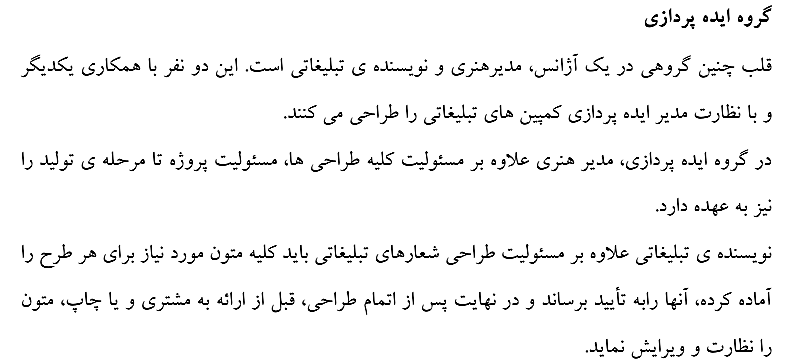 گروه ایده پردازی
قلب چنین گروهی در یک آژانس، مدیرهنری و نویسنده ی تبلیغاتی است. این دو نفر با همکاری یکدیگر
و با نظارت مدیر ایده پردازی کمپین های تبلیغاتی را طراحی می کنند.
در گروه ایده پردازی، مدیر هنری علاوه بر مسئولیت کلیه طراحی ها، مسئولیت پروژه تا مرحله ی تولید را
نیز به عهده دارد.
نویسنده ی تبلیغاتی علاوه بر مسئولیت طراحی شعارهای تبلیغاتی باید کلیه متون مورد نیاز برای هر طرح را
آماده کرده، آنها رابه تأیید برساند و در نهایت پس از اتمام طراحی، قبل از ارائه به مشتری و یا چاپ، متون
را نظارت و ویرایش نماید.